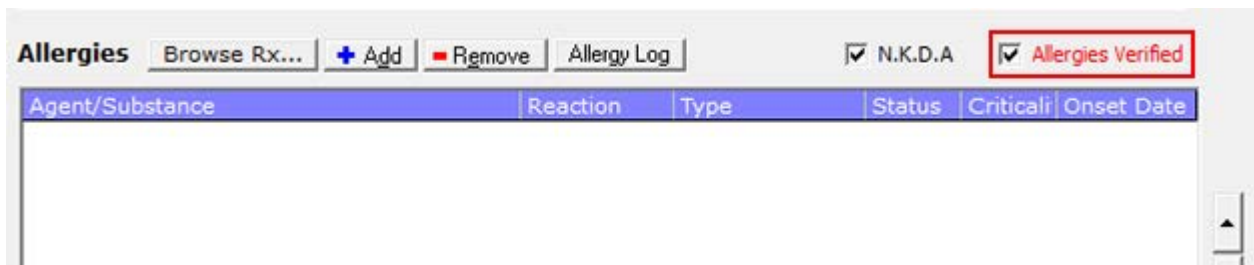 Allergies Browse Rx... Add Remove Allergy Log N.K.D.A Allergies Verified
Agent/Substance Reaction Type Status Criticali Onset Date